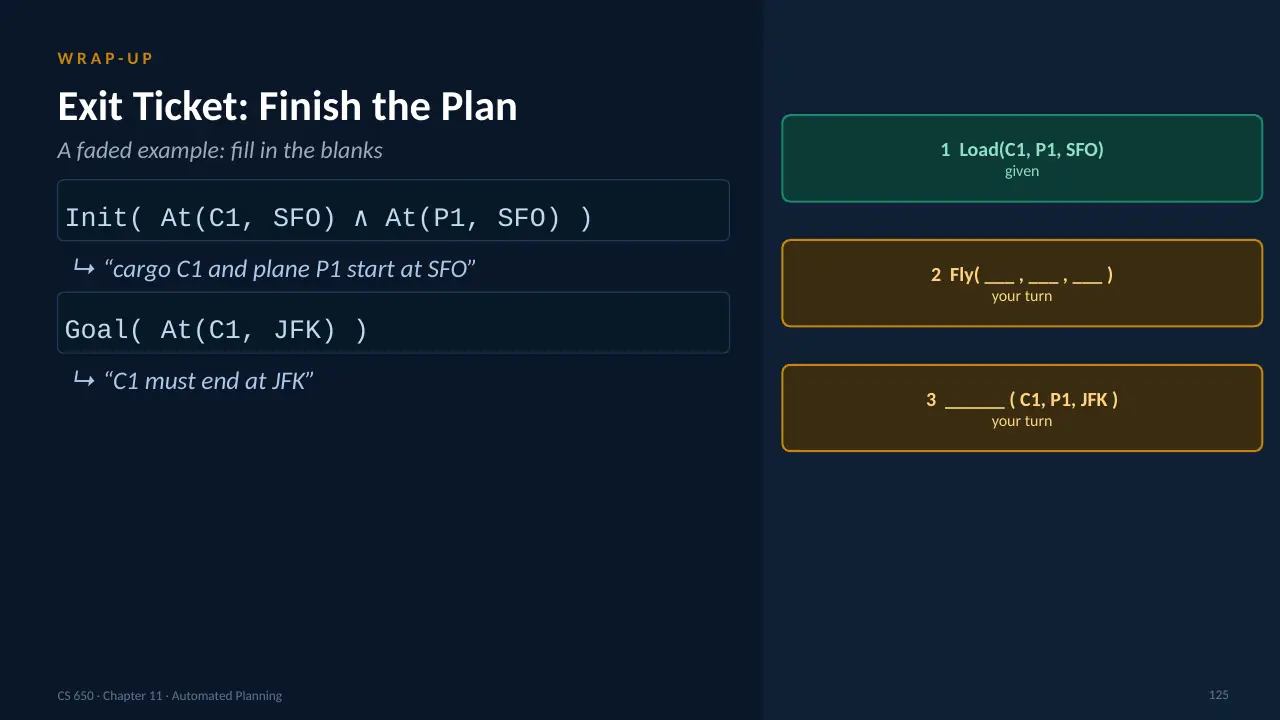 WRAP-UP
Exit Ticket: Finish the Plan
A faded example: fill in the blanks
Init( At(C1, SFO) ∧ At(P1, SFO) )
↪ “cargo C1 and plane P1 start at SFO”
Goal( At(C1, JFK) )
↪ “C1 must end at JFK”
1 Load(C1, P1, SFO)
given
2 Fly( ___ , ___ , ___ )
your turn
3 ______ ( C1, P1, JFK )
your turn
CS 650 · Chapter 11 · Automated Planning
125